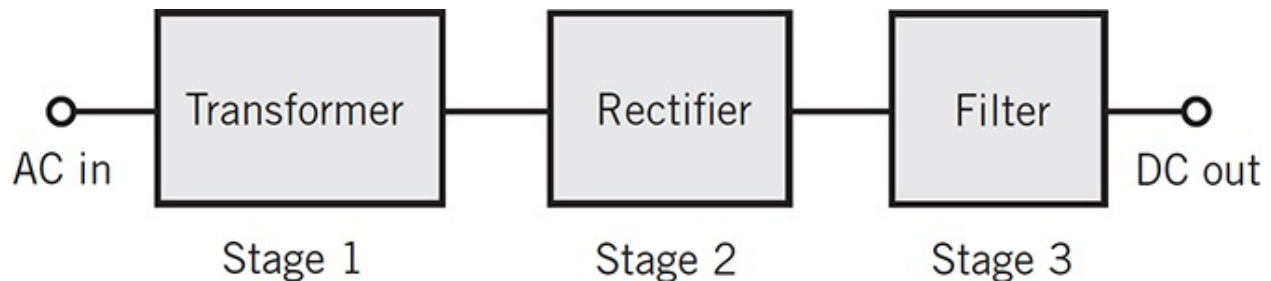 Transformer
Rectifier
Filter
AC in
DC out
Stage 1
Stage 2
Stage 3